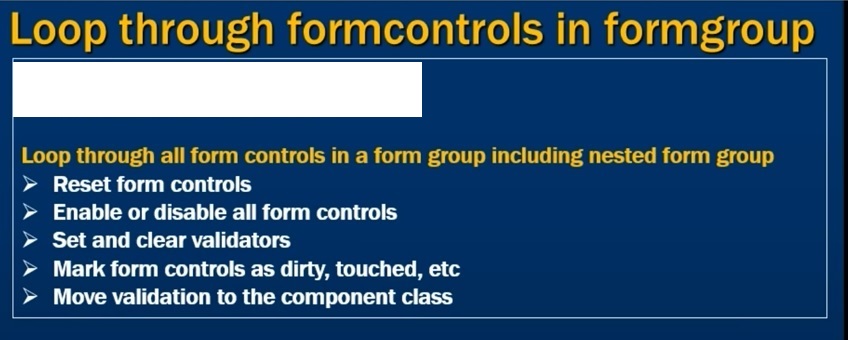 Loop through formcontrols in formgroup
Loop through all form controls in a form group including nested form group
➢ Reset form controls
➢ Enable or disable all form controls
➢ Set and clear validators
➢ Mark form controls as dirty, touched, etc
➢ Move validation to the component class